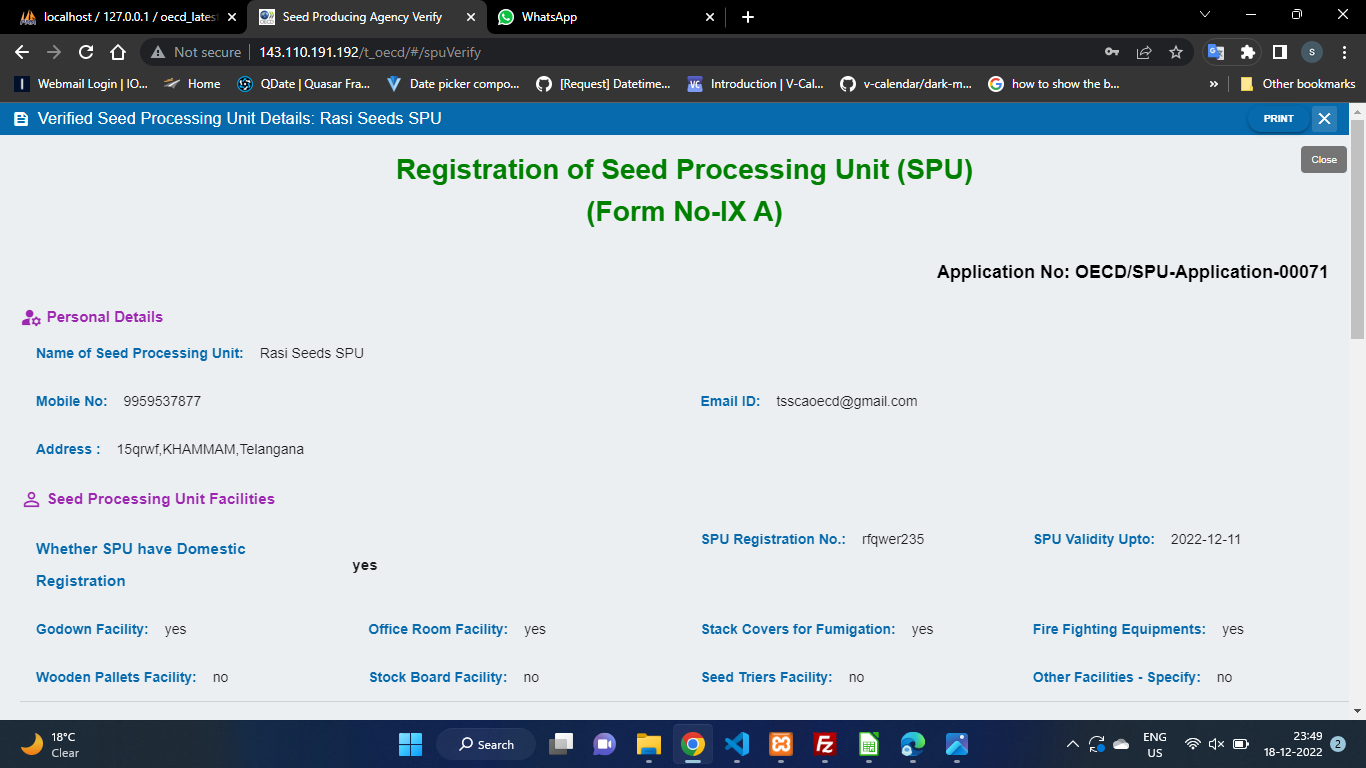 localhost / 127.0.0.1 / oecd_lates
Seed Producing Agency Verify
WhatsApp
Not secure
143.110.191.192/t_oecd/#/spuVerify
S
Webmail Login | IO...
Home
QDate | Quasar Fra...
Date picker compo...
[Request] Datetime...
VC
Introduction | V-Cal...
v-calendar/dark-m...
how to show the b...
»
Other bookmarks
Verified Seed Processing Unit Details: Rasi Seeds SPU
PRINT
Close
Registration of Seed Processing Unit (SPU)
(Form No-IX A)
Application No: OECD/SPU-Application-00071
Personal Details
Name of Seed Processing Unit: Rasi Seeds SPU
Mobile No: 9959537877
Email ID: tsscaoecd@gmail.com
Address : 15qrwf,KHAMMAM,Telangana
Seed Processing Unit Facilities
Whether SPU have Domestic
Registration
yes
SPU Registration No.: rfqwer235
SPU Validity Upto: 2022-12-11
Godown Facility: yes
Office Room Facility: yes
Stack Covers for Fumigation: yes
Fire Fighting Equipments: yes
Wooden Pallets Facility: no
Stock Board Facility: no
Seed Triers Facility: no
Other Facilities - Specify: no
18°C
Clear
Search
ENG
US
23:49
18-12-2022
2